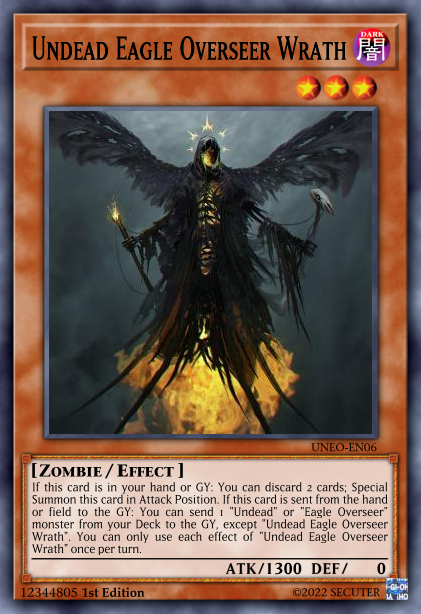 UNDEAD EAGLE OVERSEER WRATH
DARK
闇
UNEO-EN06
[ZOMBIE / EFFECT ]
If this card is in your hand or GY: You can discard 2 cards; Special
Summon this card in Attack Position. If this card is sent from the hand
or field to the GY: You can send 1 "Undead" or "Eagle Overseer"
monster from your Deck to the GY, except "Undead Eagle Overseer
Wrath". You can only use each effect of "Undead Eagle Overseer
Wrath" once per turn.
ATK/1300 DEF/ 0
12344805 1st Edition
©2022 SECUTER